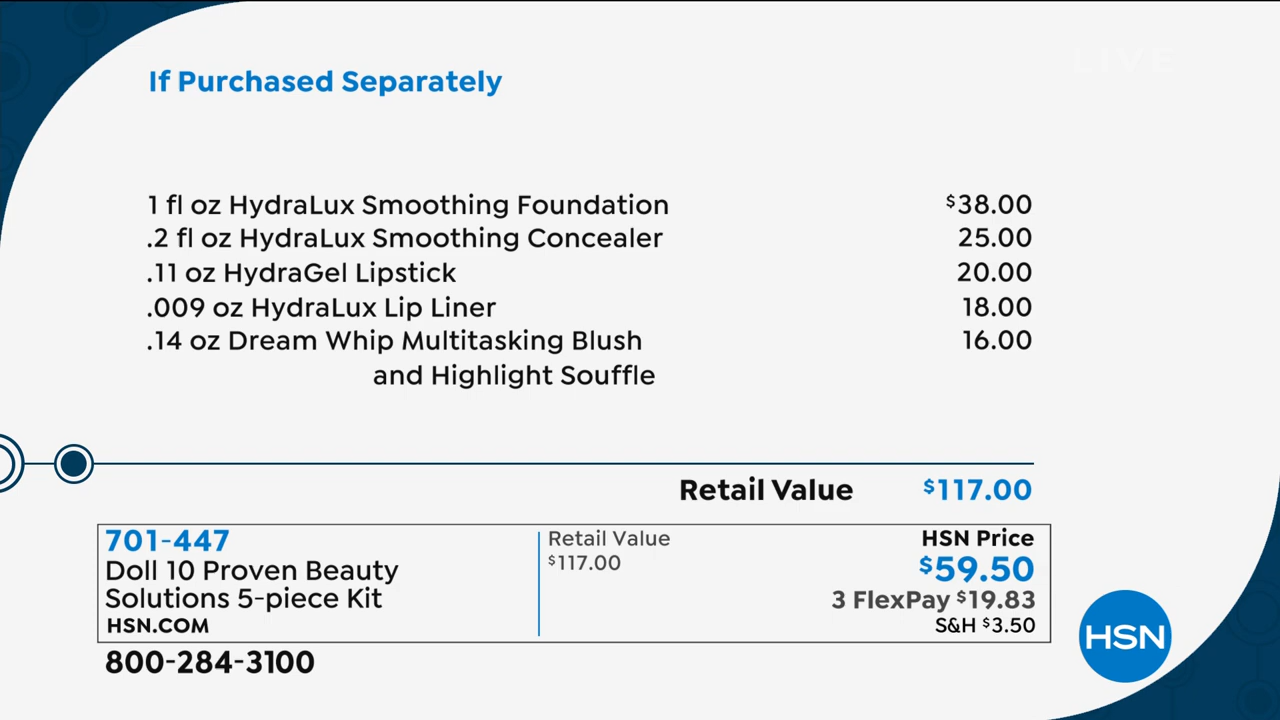 LIVE
If Purchased Separately
1 fl oz HydraLux Smoothing Foundation $38.00
.2 fl oz HydraLux Smoothing Concealer 25.00
.11 oz HydraGel Lipstick 20.00
.009 oz HydraLux Lip Liner 18.00
.14 oz Dream Whip Multitasking Blush 16.00
and Highlight Souffle
Retail Value $117.00
701-447
Doll 10 Proven Beauty
Solutions 5-piece Kit
HSN.COM
Retail Value
$117.00
HSN Price
$59.50
3 FlexPay $19.83
S&H $3.50
800-284-3100
HSN